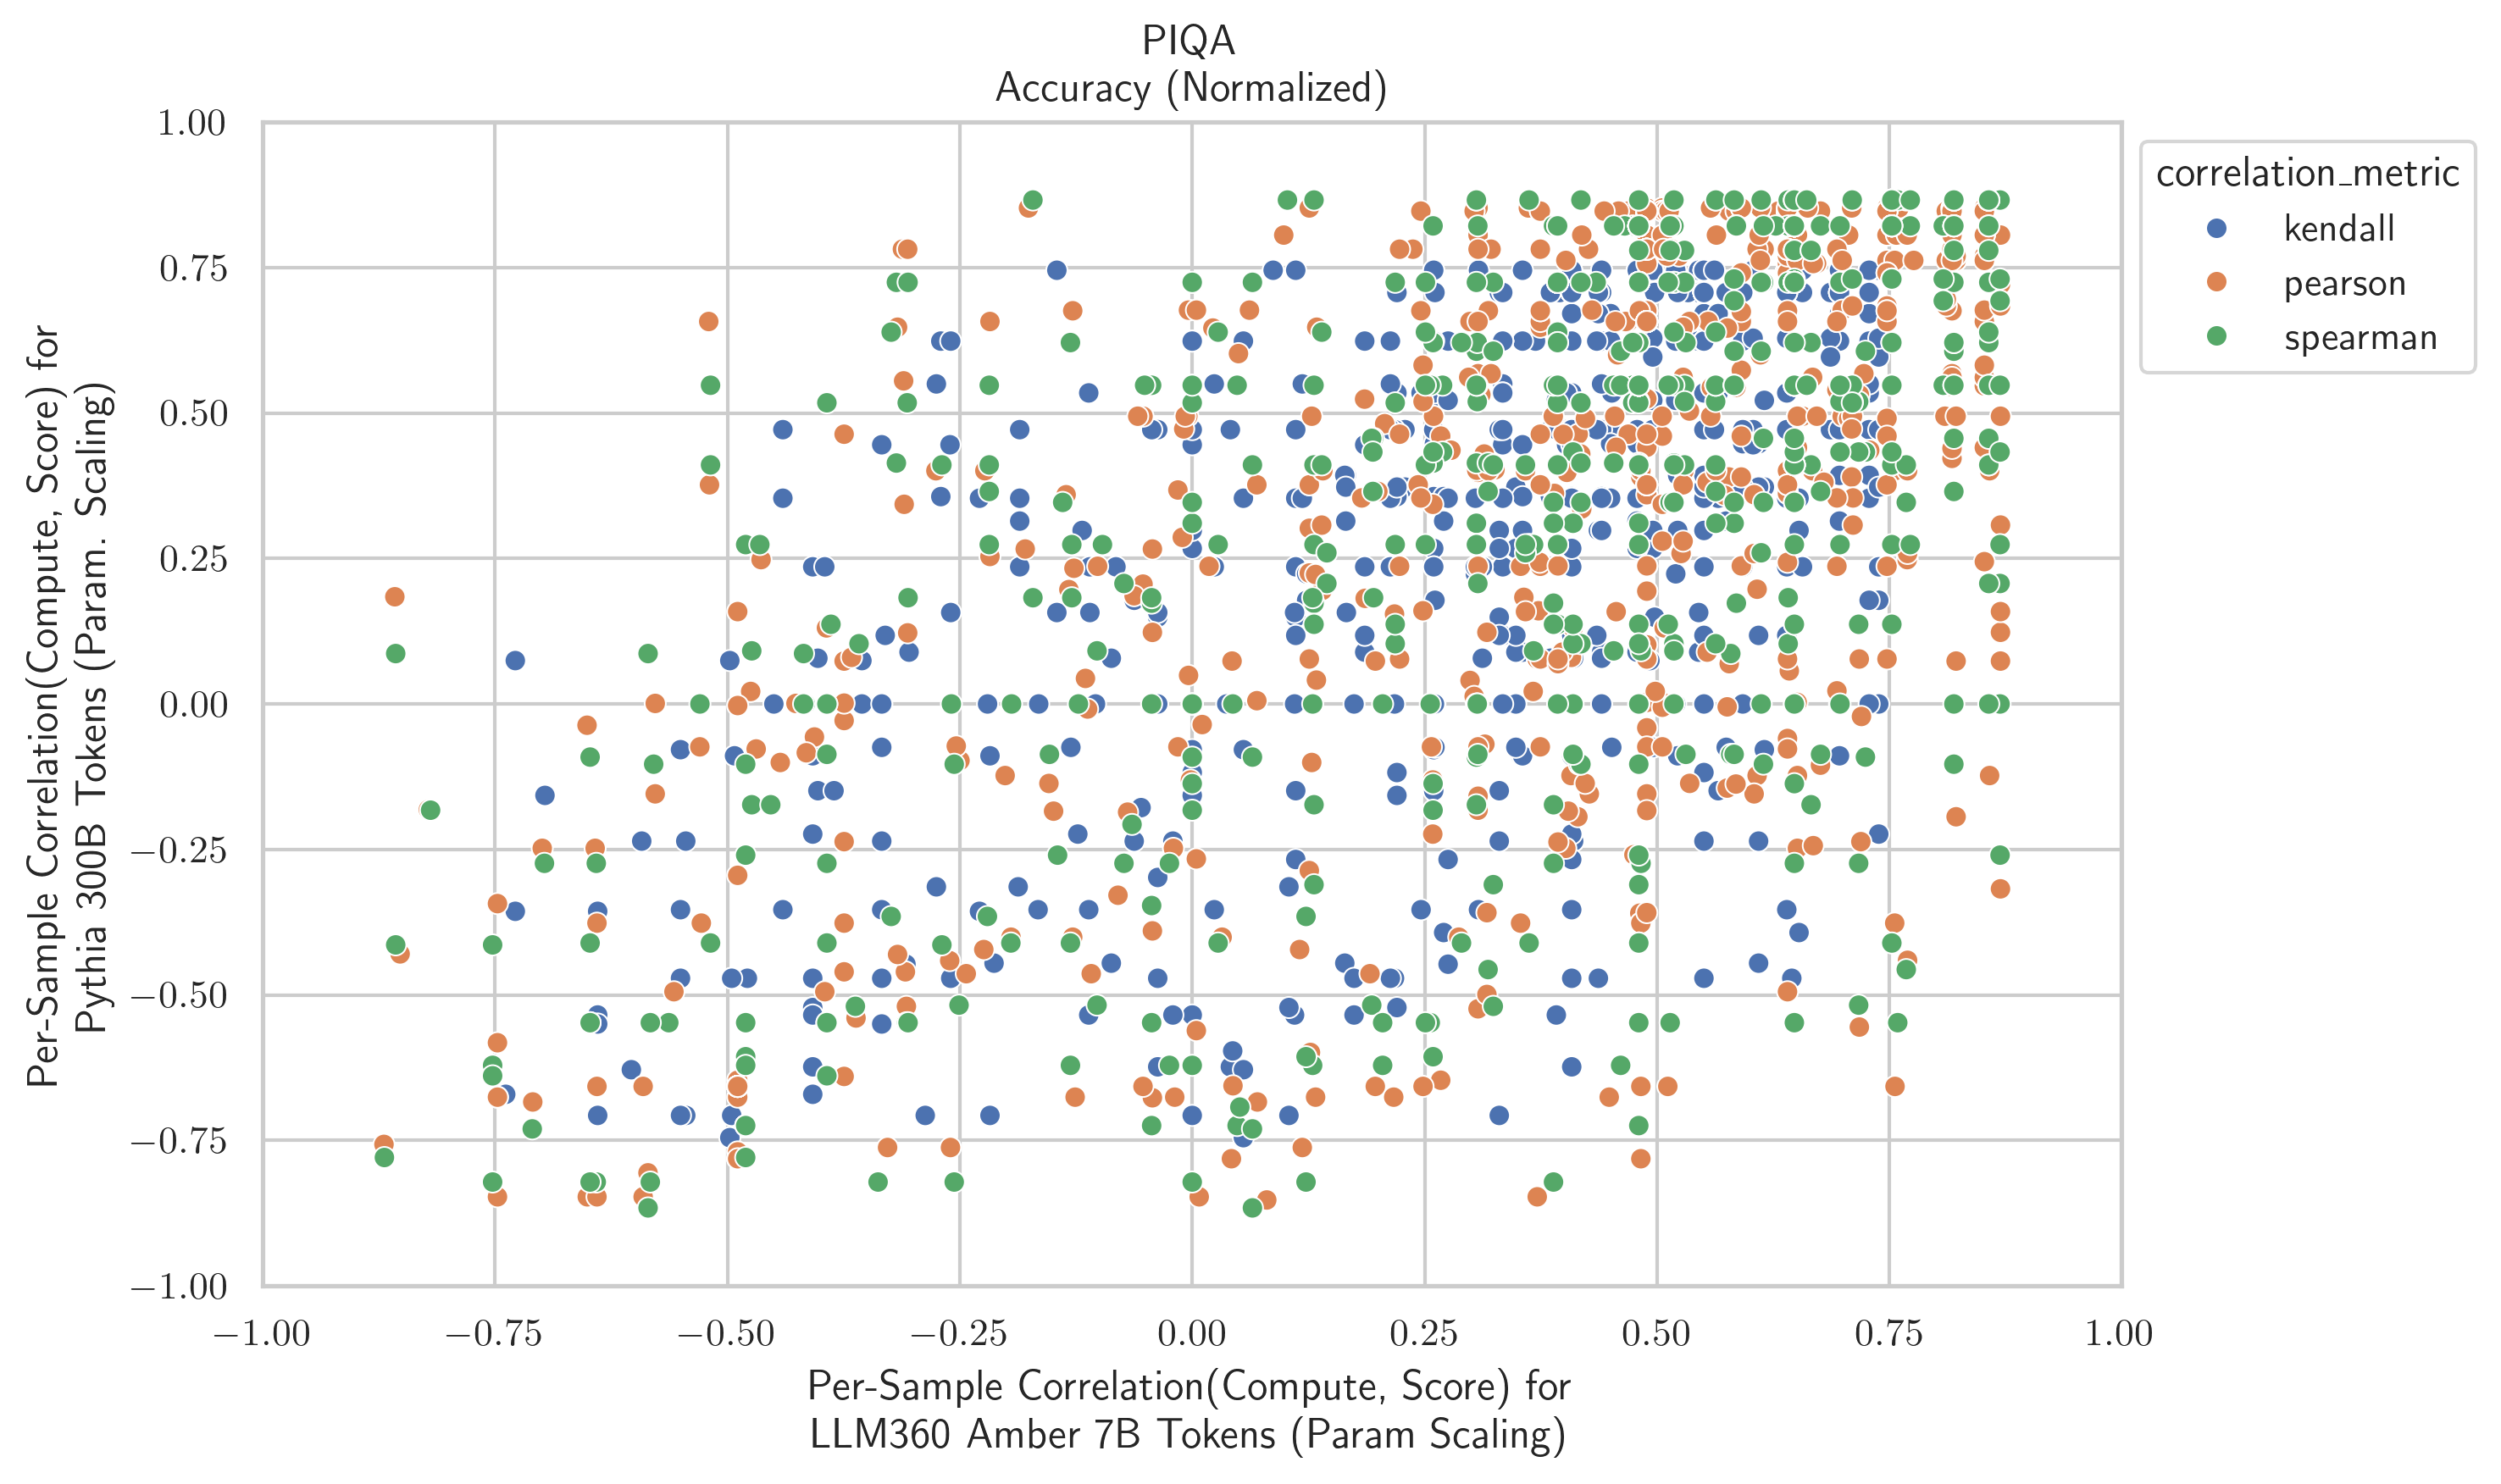 PIQA
Accuracy (Normalized)
Per-Sample Correlation(Compute, Score) for
Pythia 300B Tokens (Param. Scaling)
1.00
0.75
0.50
0.25
0.00
−0.25
−0.50
−0.75
−1.00
−1.00
−0.75
−0.50
−0.25
0.00
0.25
0.50
0.75
1.00
Per-Sample Correlation(Compute, Score) for
LLM360 Amber 7B Tokens (Param Scaling)
correlation_metric
kendall
pearson
spearman